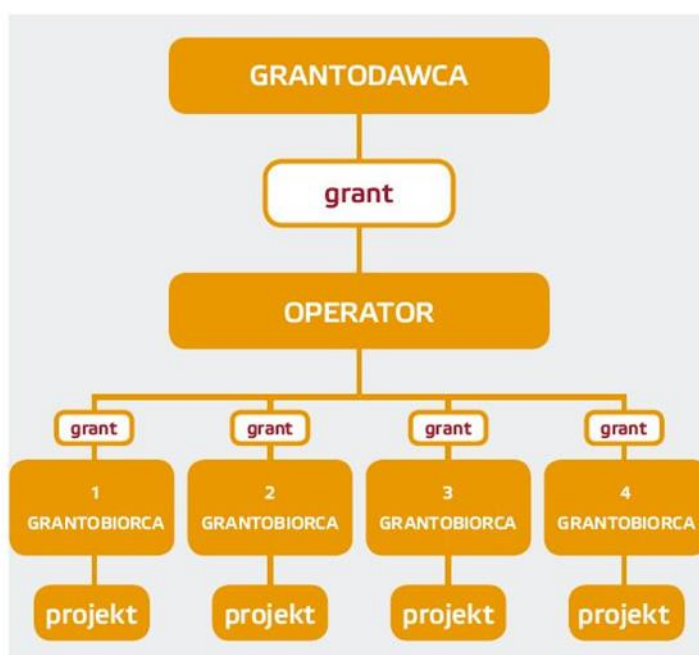 GRANTODAWCA
grant
OPERATOR
grant grant grant grant
1 2 3 4
GRANTOBIORCA GRANTOBIORCA GRANTOBIORCA GRANTOBIORCA
projekt projekt projekt projekt